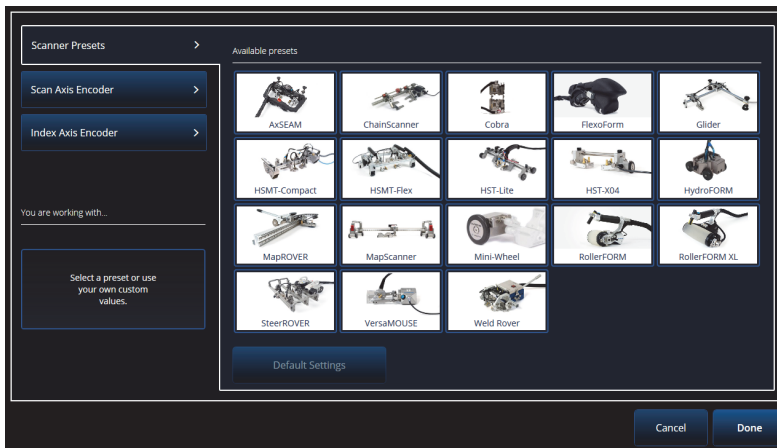 Scanner Presets
Available presets
Scan Axis Encoder
Index Axis Encoder
AxSEAM
ChainScanner
Cobra
FlexoForm
Glider
HSMT-Compact
HSMT-Flex
HST-Lite
HST-X04
HydroFORM
You are working with...
MapROVER
MapScanner
Mini-Wheel
RollerFORM
RollerFORM XL
Select a preset or use
your own custom
values.
SteerROVER
VersaMOUSE
Weld Rover
Default Settings
Cancel
Done